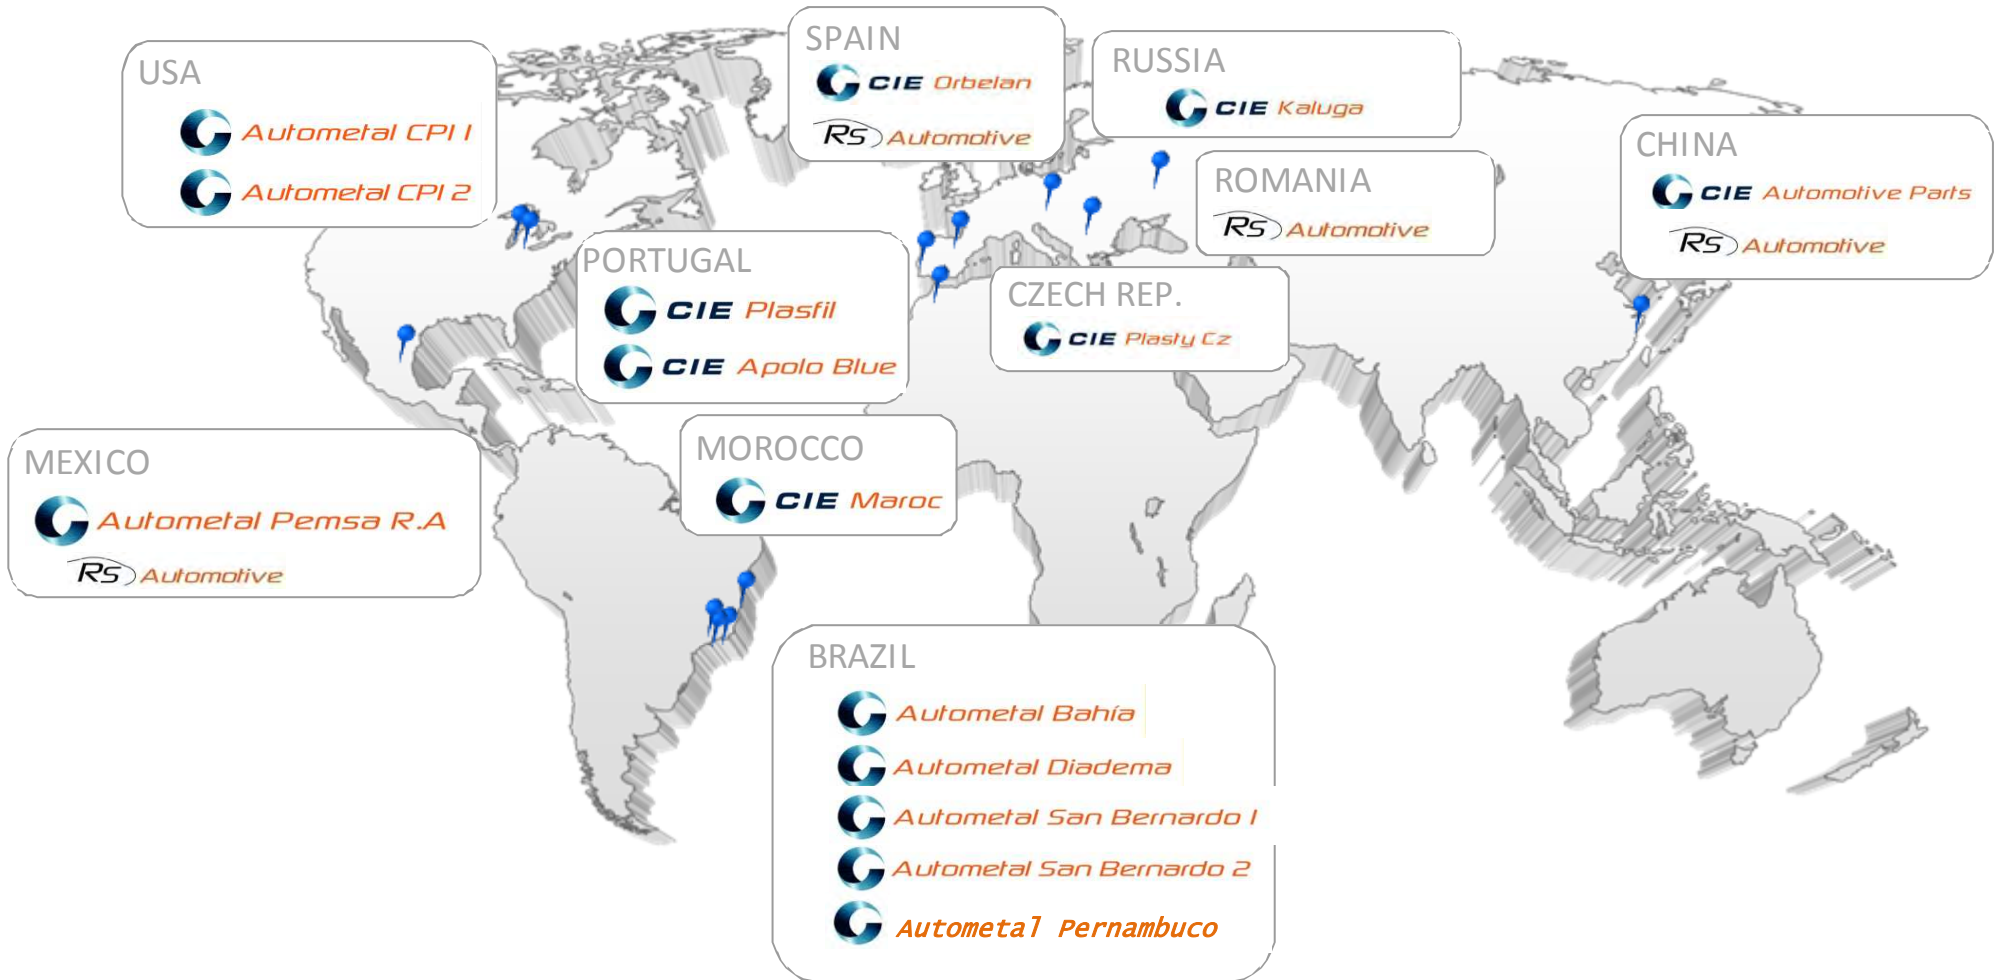 USA
Autometal CPI 1
Autometal CPI 2
SPAIN
CIE Orbelan
RS Automotive
RUSSIA
CIE Kaluga
CHINA
CIE Automotive Parts
RS Automotive
ROMANIA
RS Automotive
PORTUGAL
CIE Plasfil
CIE Apolo Blue
CZECH REP.
CIE Plasty Cz
MEXICO
Autometal Pemsa R.A
RS Automotive
MOROCCO
CIE Maroc
BRAZIL
Autometal Bahía
Autometal Diadema
Autometal San Bernardo 1
Autometal San Bernardo 2
Autometal Pernambuco